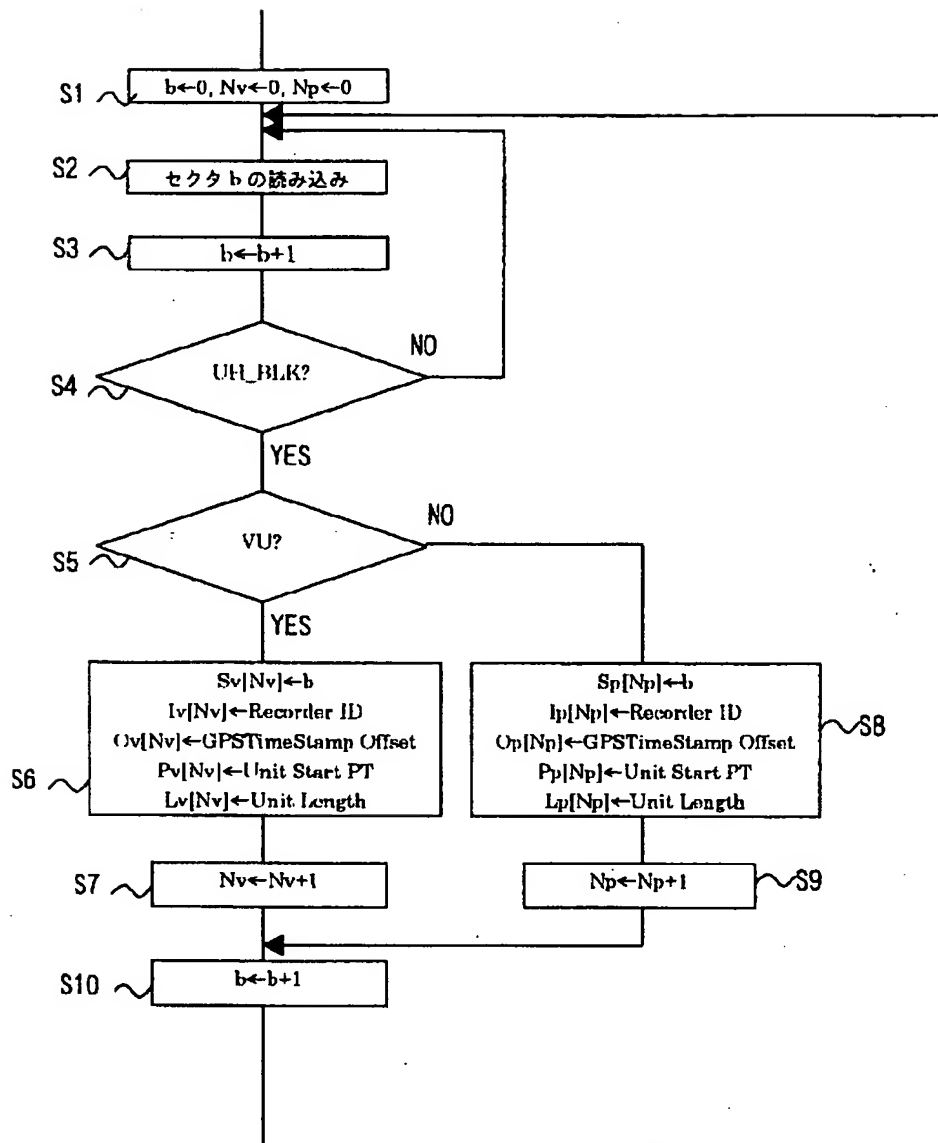 S1
b←0, Nv←0, Np←0
S2
セクタ b の読み込み
S3
b←b+1
S4
UH_BLK?
NO
YES
S5
VU?
NO
YES
S6
Sv[Nv]←b
Iv[Nv]←Recorder ID
Ov[Nv]←GPSTimeStamp Offset
Pv[Nv]←Unit Start PT
Lv[Nv]←Unit Length
S8
Sp[Np]←b
Ip[Np]←Recorder ID
Op[Np]←GPSTimeStamp Offset
Pp[Np]←Unit Start PT
Lp[Np]←Unit Length
S7
Nv←Nv+1
S9
Np←Np+1
S10
b←b+1